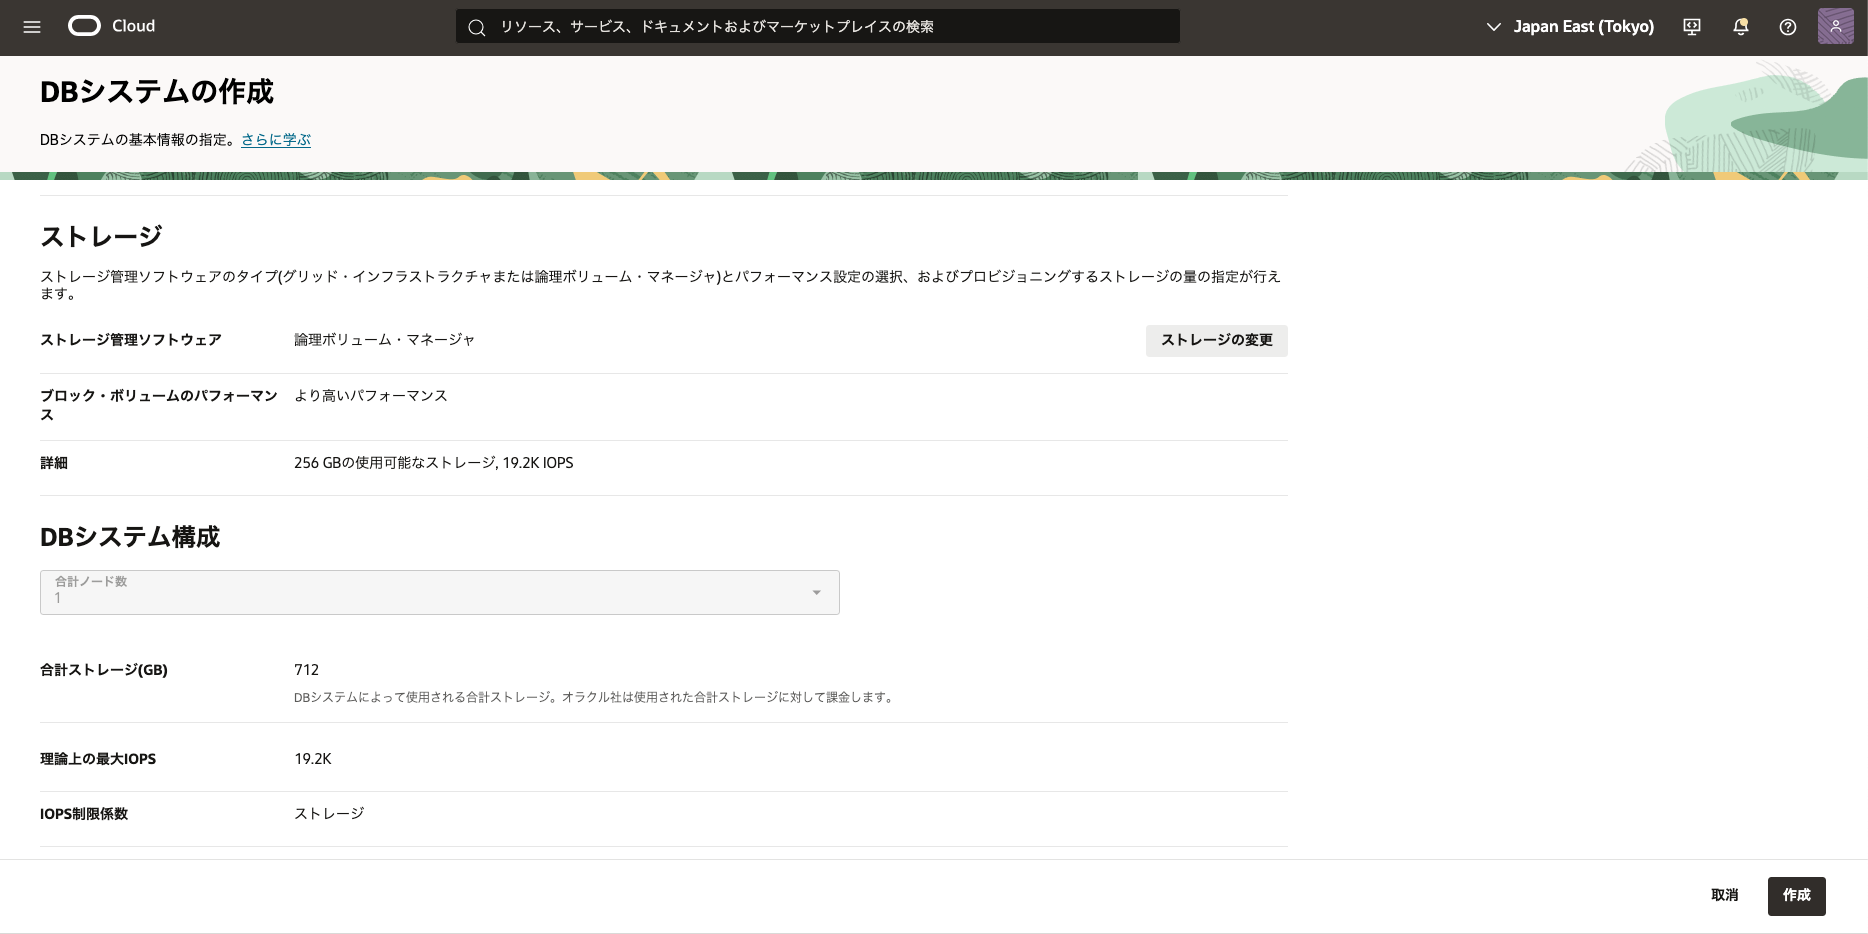 Cloud
リソース、サービス、ドキュメントおよびマーケットプレイスの検索
Japan East (Tokyo)
DBシステムの作成
DBシステムの基本情報の指定。さらに学ぶ
ストレージ
ストレージ管理ソフトウェアのタイプ(グリッド・インフラストラクチャまたは論理ボリューム・マネージャ)とパフォーマンス設定の選択、およびプロビジョニングするストレージの量の指定が行え
ます。
ストレージ管理ソフトウェア 論理ボリューム・マネージャ ストレージの変更
ブロック・ボリュームのパフォーマン より高いパフォーマンス
ス
詳細 256 GBの使用可能なストレージ, 19.2K IOPS
DBシステム構成
合計ノード数
1
合計ストレージ(GB) 712
DBシステムによって使用される合計ストレージ。オラクル社は使用された合計ストレージに対して課金します。
理論上の最大IOPS 19.2K
IOPS制限係数 ストレージ
取消 作成